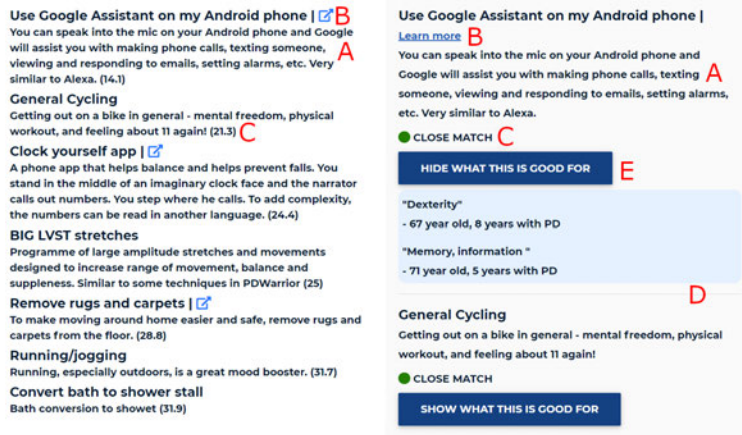 Use Google Assistant on my Android phone | B
You can speak into the mic on your Android phone and Google
will assist you with making phone calls, texting someone, A
viewing and responding to emails, setting alarms, etc. Very
similar to Alexa. (14.1)
General Cycling
Getting out on a bike in general - mental freedom, physical
workout, and feeling about 11 again! (21.3) C
Clock yourself app |
A phone app that helps balance and helps prevent falls. You
stand in the middle of an imaginary clock face and the narrator
calls out numbers. You step where he calls. To add complexity,
the numbers can be read in another language. (24.4)
BIG LVST stretches
Programme of large amplitude stretches and movements
designed to increase range of movement, balance and
suppleness. Similar to some techniques in PDWarrior (25)
Remove rugs and carpets |
To make moving around home easier and safe, remove rugs and
carpets from the floor. (28.8)
Running/jogging
Running, especially outdoors, is a great mood booster. (31.7)
Convert bath to shower stall
Bath conversion to showet (31.9)
Use Google Assistant on my Android phone |
Learn more B
You can speak into the mic on your Android phone and
Google will assist you with making phone calls, texting A
someone, viewing and responding to emails, setting alarms,
etc. Very similar to Alexa.
CLOSE MATCH C
HIDE WHAT THIS IS GOOD FOR E
"Dexterity"
- 67 year old, 8 years with PD
"Memory, information "
- 71 year old, 5 years with PD
D
General Cycling
Getting out on a bike in general - mental freedom, physical
workout, and feeling about 11 again!
CLOSE MATCH
SHOW WHAT THIS IS GOOD FOR